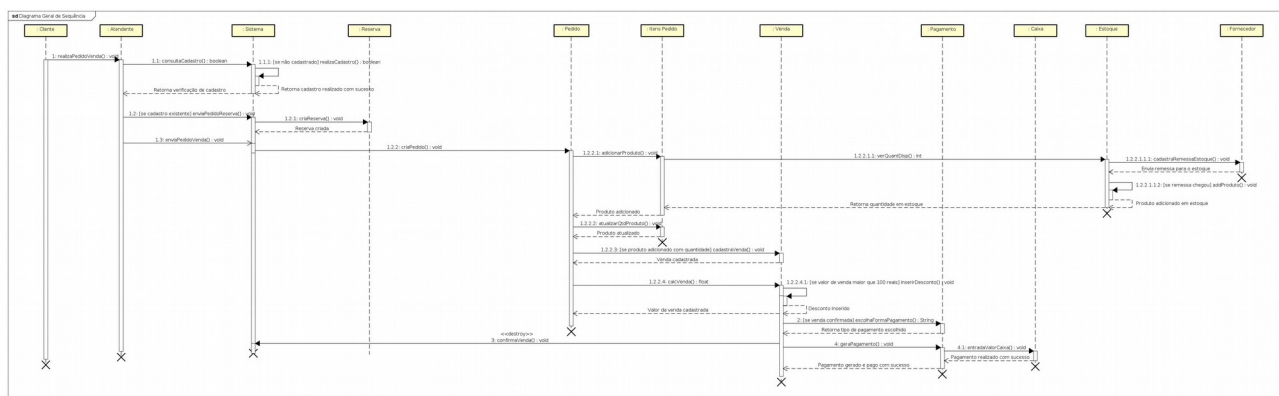 sd Diagrama Geral de Sequência
: Cliente
: Atendente
: Sistema
: Reserva
: Pedido
: Itens Pedido
: Venda
: Pagamento
: Caixa
: Estoque
: Fornecedor
1: realizaPedidoVenda() : void
1.1: consultaCadastro() : boolean
1.1.1: [se não cadastrado] realizaCadastro() : boolean
Retorna cadastro realizado com sucesso
Retorna verificação de cadastro
1.2: [se cadastro existente] enviaPedidoReserva() : void
1.2.1: criaReserva() : void
Reserva criada
1.3: enviaPedidoVenda() : void
1.2.2: criaPedido() : void
1.2.2.1: adicionarProduto() : void
1.2.2.1.1: verQuantDisp() : int
1.2.2.1.1.1: cadastraRemessaEstoque() : void
Envia remessa para o estoque
1.2.2.1.1.2: [se remessa chegou] addProduto() : void
Produto adicionado em estoque
Retorna quantidade em estoque
Produto adicionado
1.2.2.2: atualizarQtdProduto() : void
Produto atualizado
1.2.2.3: [se produto adicionado com quantidade] cadastraVenda() : void
Venda cadastrada
1.2.2.4: calcVenda() : float
1.2.2.4.1: [se valor de venda maior que 100 reais] inserirDesconto() : void
Desconto inserido
Valor da venda cadastrada
2: [se venda confirmada] escolhaFormaPagamento() : String
Retorna tipo de pagamento escolhido
<<destroy>>
3: confirmaVenda() : void
4: geraPagamento() : void
4.1: entradaValorCaixa() : void
Pagamento realizado com sucesso
Pagamento gerado e pago com sucesso